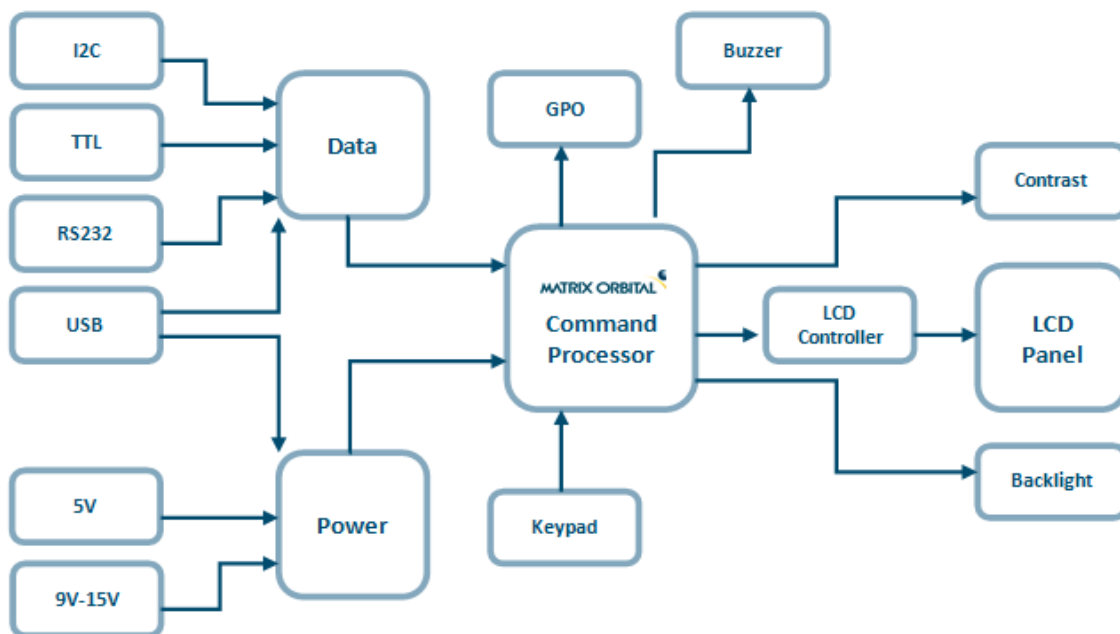 I2C
TTL
RS232
USB
Data
5V
9V-15V
Power
GPO
Buzzer
MATRIX ORBITAL
Command
Processor
Keypad
Contrast
LCD
Controller
LCD
Panel
Backlight